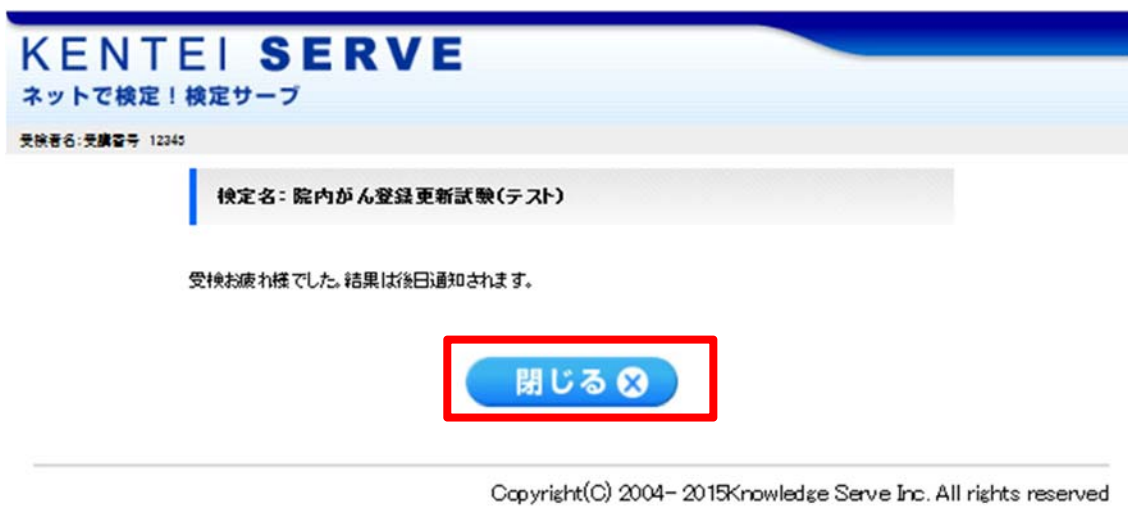 KENTEI SERVE
ネットで検定！検定サーブ
受検者名：受講番号 12345
検定名： 院内がん登録更新試験（テスト）
受検お疲れ様でした。結果は後日通知されます。
閉じる
Copyright(C) 2004- 2015Knowledge Serve Inc. All rights reserved